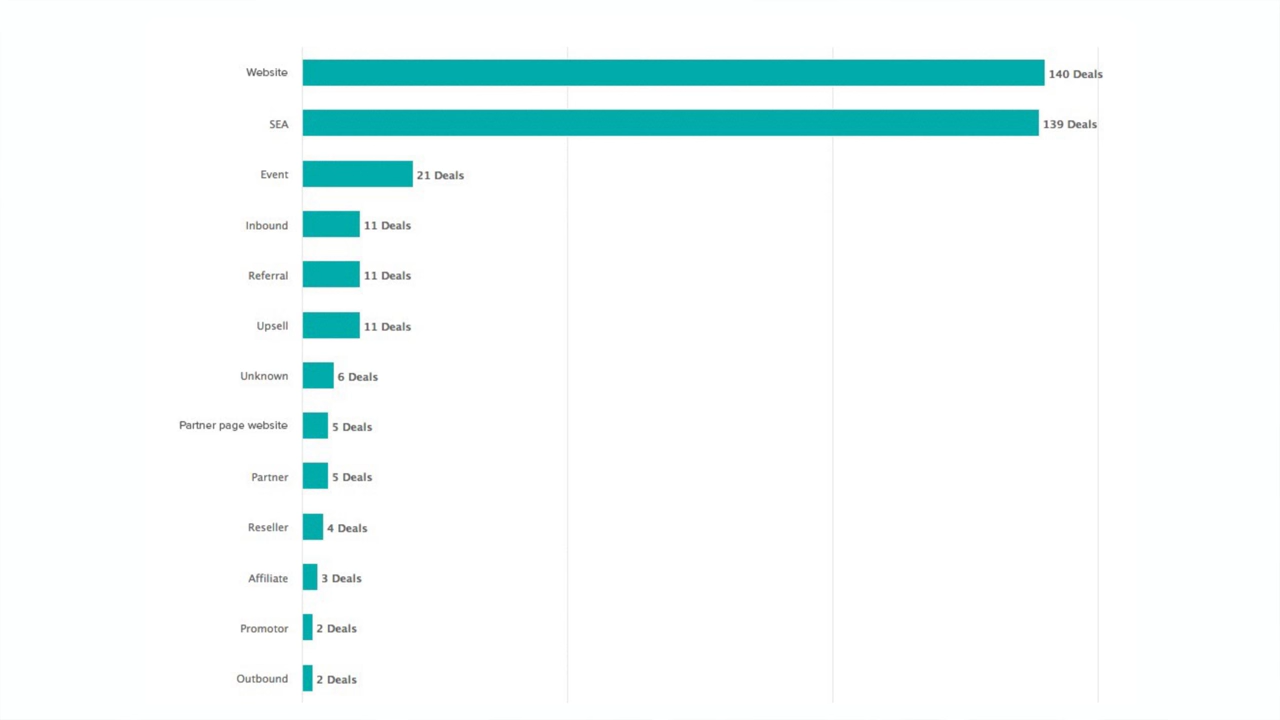 Website 140 Deals
SEA 139 Deals
Event 21 Deals
Inbound 11 Deals
Referral 11 Deals
Upsell 11 Deals
Unknown 6 Deals
Partner page website 5 Deals
Partner 5 Deals
Reseller 4 Deals
Affiliate 3 Deals
Promotor 2 Deals
Outbound 2 Deals